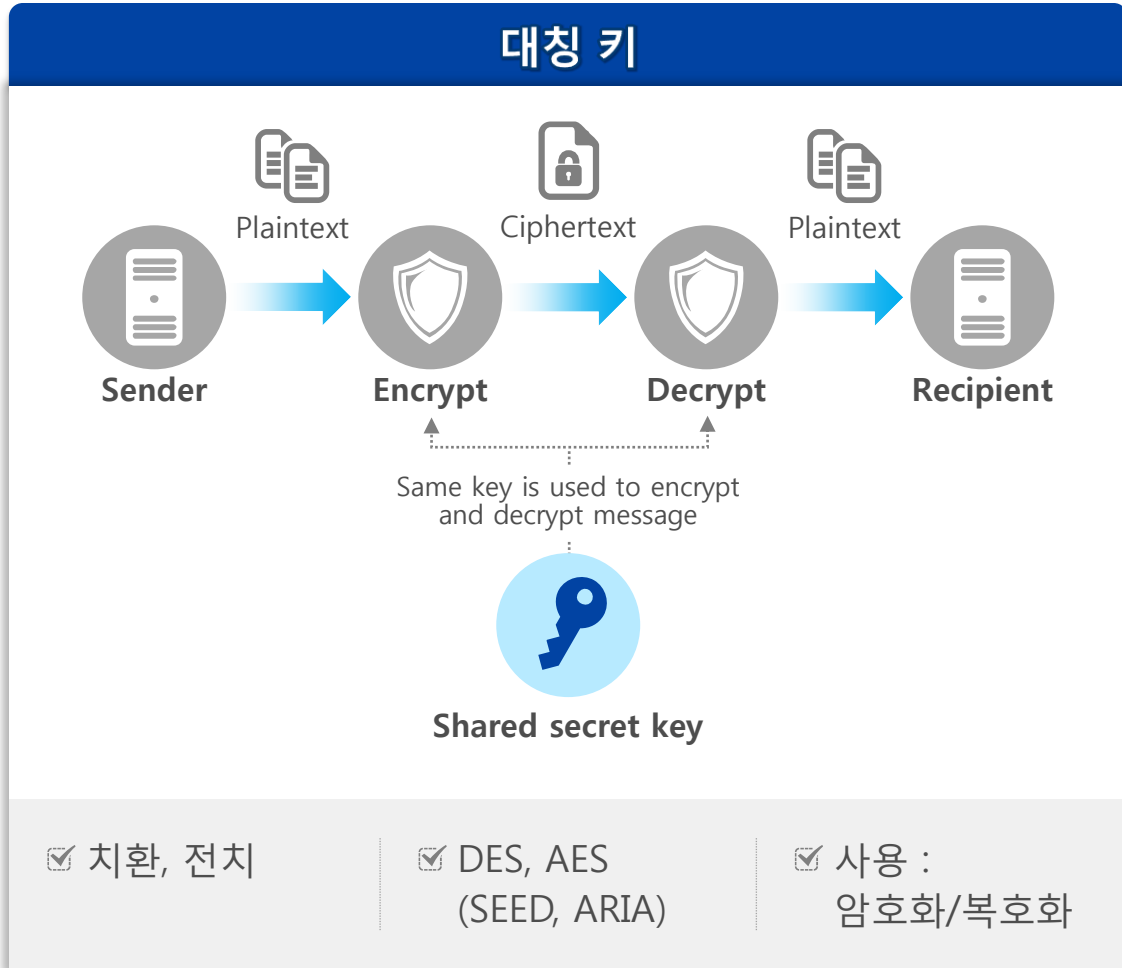 대칭 키
Plaintext
Ciphertext
Plaintext
Sender
Encrypt
Decrypt
Recipient
Same key is used to encrypt
and decrypt message
Shared secret key
치환, 전치
DES, AES
(SEED, ARIA)
사용 :
암호화/복호화